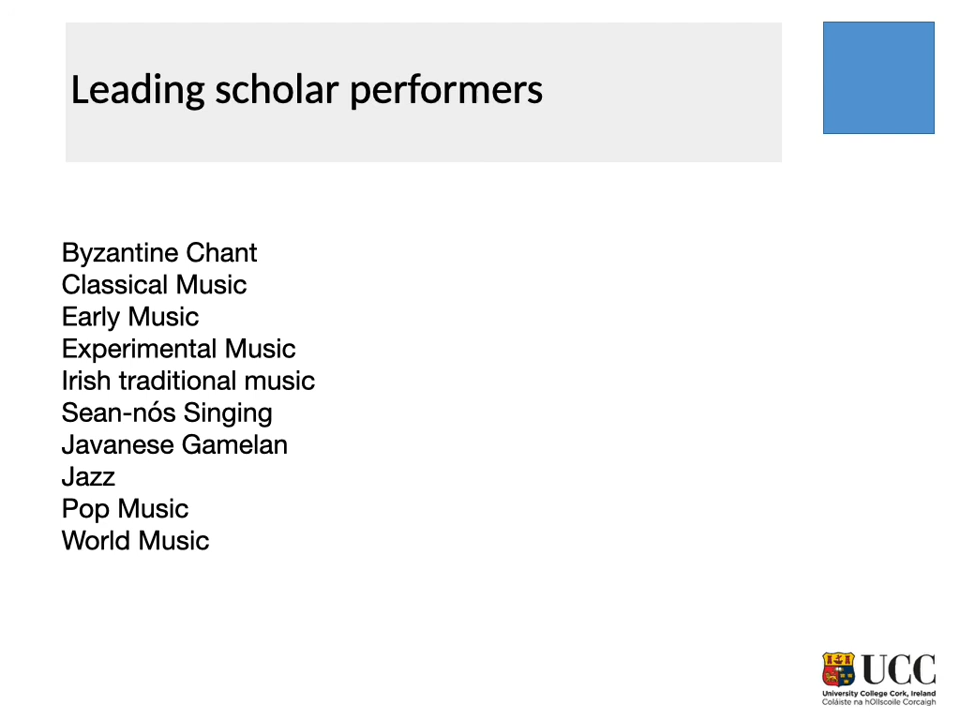 Leading scholar performers
Byzantine Chant
Classical Music
Early Music
Experimental Music
Irish traditional music
Sean-nós Singing
Javanese Gamelan
Jazz
Pop Music
World Music
UCC
University College Cork, Ireland
Coláiste na hOllscoile Corcaigh